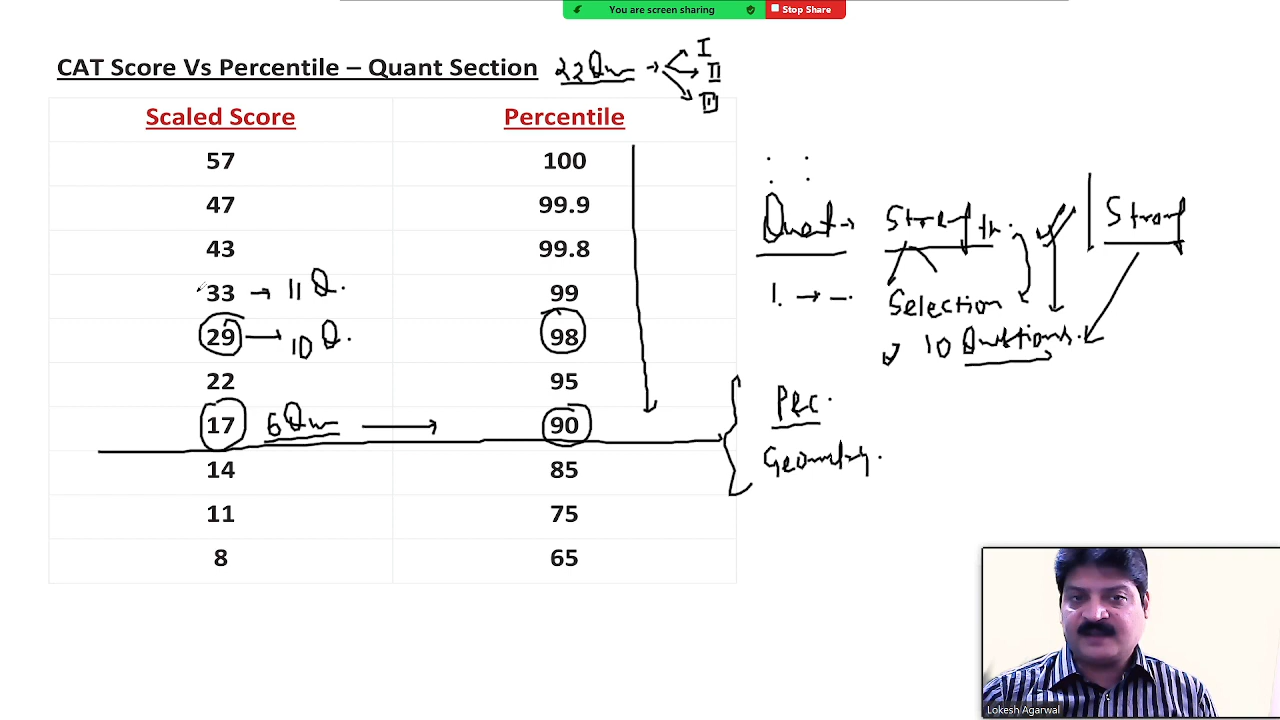 You are screen sharing Stop Share
CAT Score Vs Percentile – Quant Section 22 Qus → I
II
III
Scaled Score Percentile
57 100
47 99.9
43 99.8
33 → 11 Q. 99
29 → 10 Q. 98
22 95
17 6 Qus → 90
14 85
11 75
8 65
Quant → Strength. Strong
1. → —. Selection
10 Questions.
P&C.
Geometry.
Lokesh Agarwal